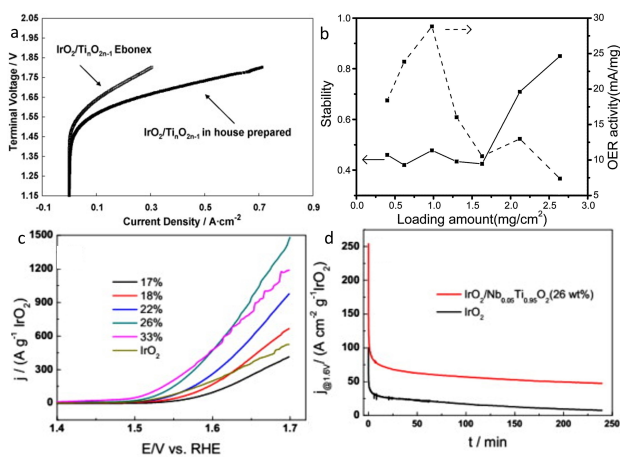 a
2.05
1.95
1.85
1.75
1.65
1.55
1.45
1.35
1.25
1.15
Terminal Voltage / V
IrO2/TinO2n-1 Ebonex
IrO2/TinO2n-1 in house prepared
-0.1 0.1 0.3 0.5 0.7 0.9
Current Density / A·cm-2
b
1.0
0.8
0.6
0.4
Stability
30
25
20
15
10
5
OER activity(mA/mg)
0.0 0.5 1.0 1.5 2.0 2.5 3.0
Loading amount(mg/cm2)
c
1500
1200
900
600
300
0
j / (A g-1 IrO2)
17%
18%
22%
26%
33%
IrO2
1.4 1.5 1.6 1.7
E/V vs. RHE
d
250
200
150
100
50
0
j@1.6V/ (A cm-2 g-1IrO2)
IrO2/Nb0.05Ti0.95O2(26 wt%)
IrO2
0 50 100 150 200 250
t / min